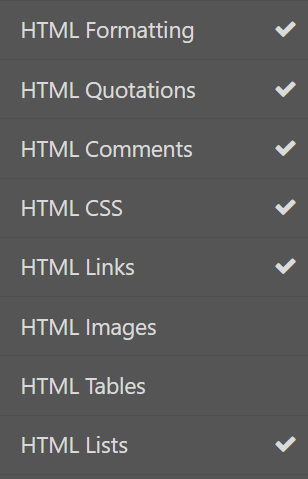 HTML Formatting
HTML Quotations
HTML Comments
HTML CSS
HTML Links
HTML Images
HTML Tables
HTML Lists